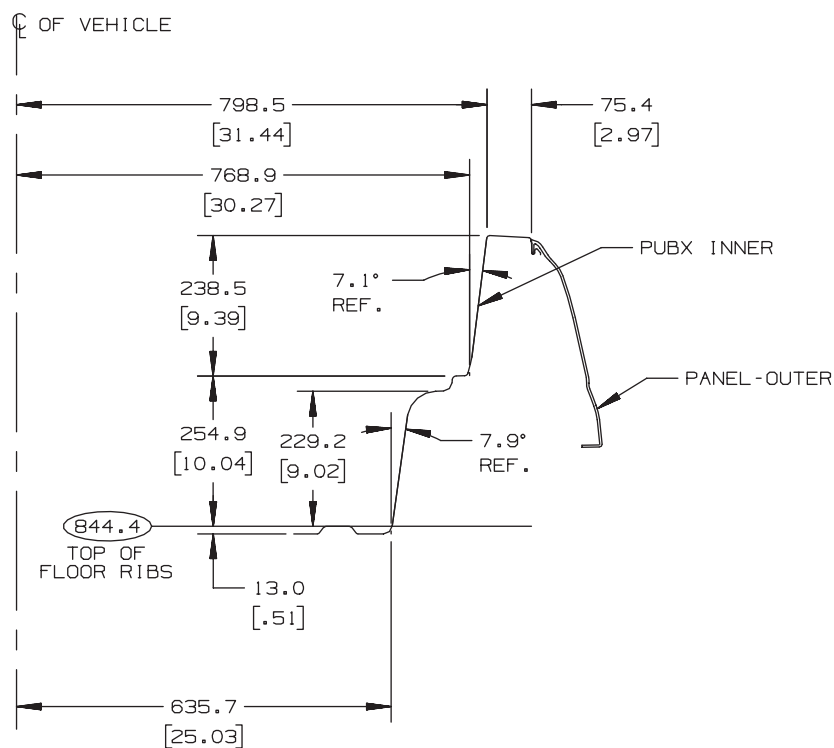 ℄ OF VEHICLE
798.5
[31.44]
75.4
[2.97]
768.9
[30.27]
PUBX INNER
7.1°
REF.
238.5
[9.39]
PANEL-OUTER
254.9
[10.04]
229.2
[9.02]
7.9°
REF.
844.4
TOP OF
FLOOR RIBS
13.0
[.51]
635.7
[25.03]